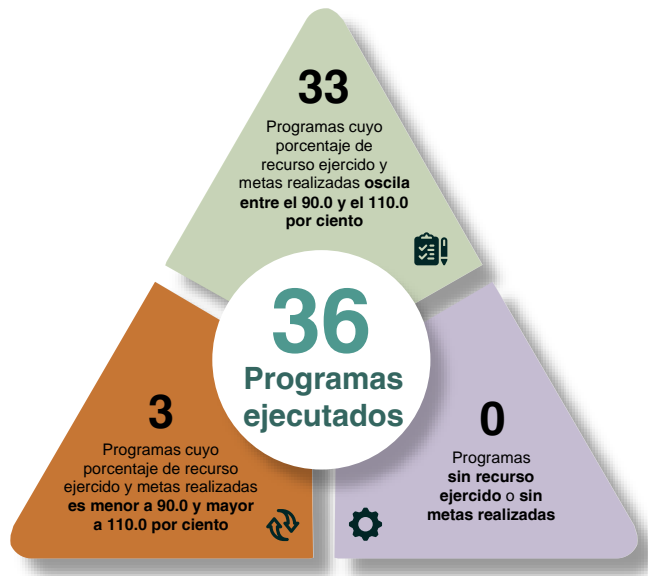 33
Programas cuyo
porcentaje de
recurso ejercido y
metas realizadas oscila
entre el 90.0 y el 110.0
por ciento
36
Programas
ejecutados
3
Programas cuyo
porcentaje de recurso
ejercido y metas realizadas
es menor a 90.0 y mayor
a 110.0 por ciento
0
Programas
sin recurso
ejercido o sin
metas realizadas